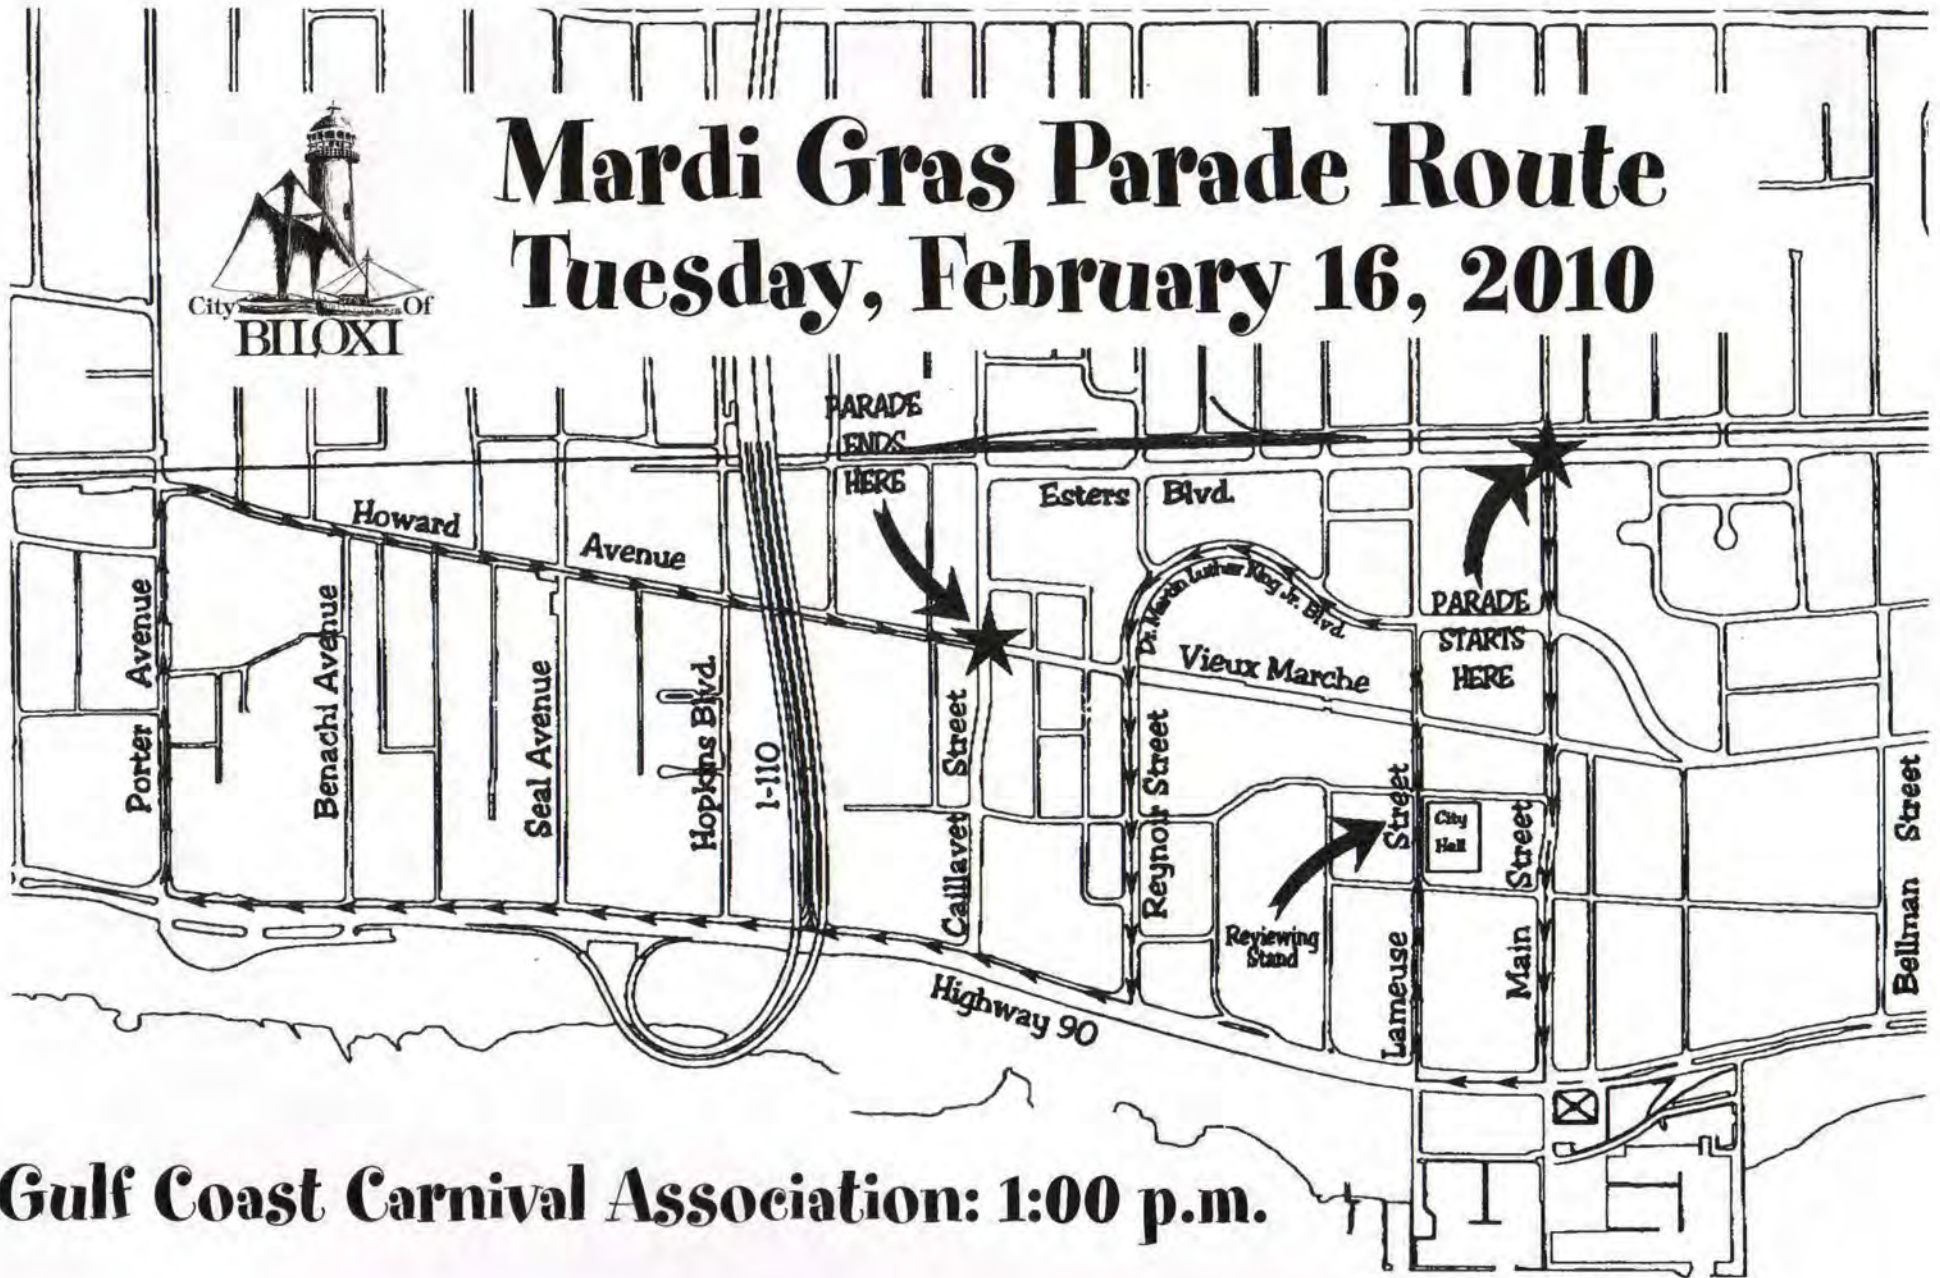 Mardi Gras Parade Route
Tuesday, February 16, 2010
City Of
BILOXI
PARADE
ENDS
HERE
Esters Blvd.
Howard Avenue
Dr. Martin Luther King Jr. Blvd.
PARADE
STARTS
HERE
Vieux Marche
Porter Avenue
Benachi Avenue
Seal Avenue
Hopkins Blvd.
I-110
Caillavet Street
Reynoir Street
Lameuse Street
City
Hall
Main Street
Bellman Street
Reviewing
Stand
Highway 90
Gulf Coast Carnival Association: 1:00 p.m.